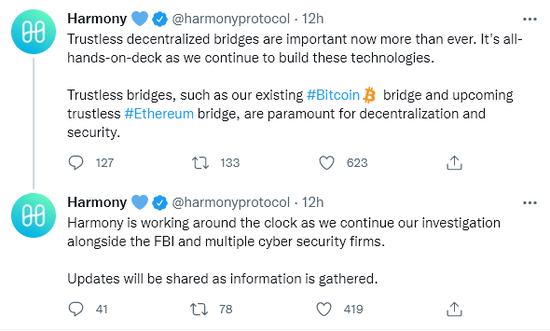 Harmony 💙 @harmonyprotocol · 12h
Trustless decentralized bridges are important now more than ever. It's all-
hands-on-deck as we continue to build these technologies.
Trustless bridges, such as our existing #Bitcoin bridge and upcoming
trustless #Ethereum bridge, are paramount for decentralization and
security.
127 133 623
Harmony 💙 @harmonyprotocol · 12h
Harmony is working around the clock as we continue our investigation
alongside the FBI and multiple cyber security firms.
Updates will be shared as information is gathered.
41 78 419